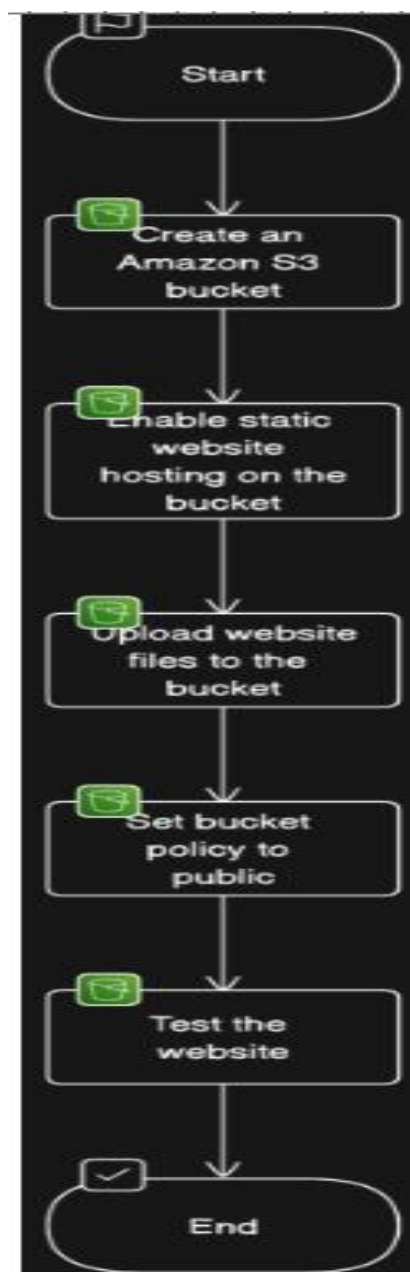 Start
Create an
Amazon S3
bucket
Enable static
website
hosting on the
bucket
Upload website
files to the
bucket
Set bucket
policy to
public
Test the
website
End